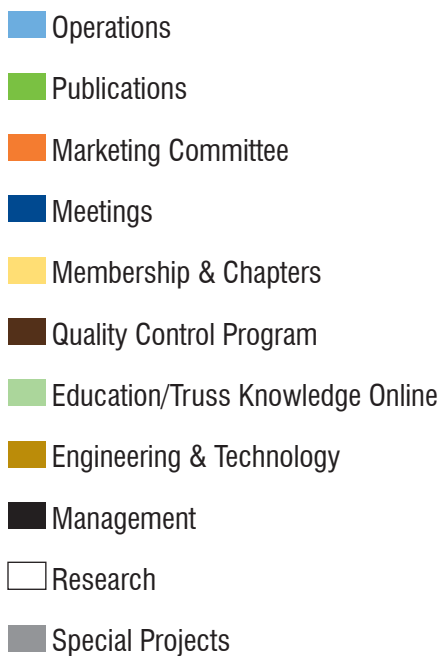 Operations
Publications
Marketing Committee
Meetings
Membership & Chapters
Quality Control Program
Education/Truss Knowledge Online
Engineering & Technology
Management
Research
Special Projects